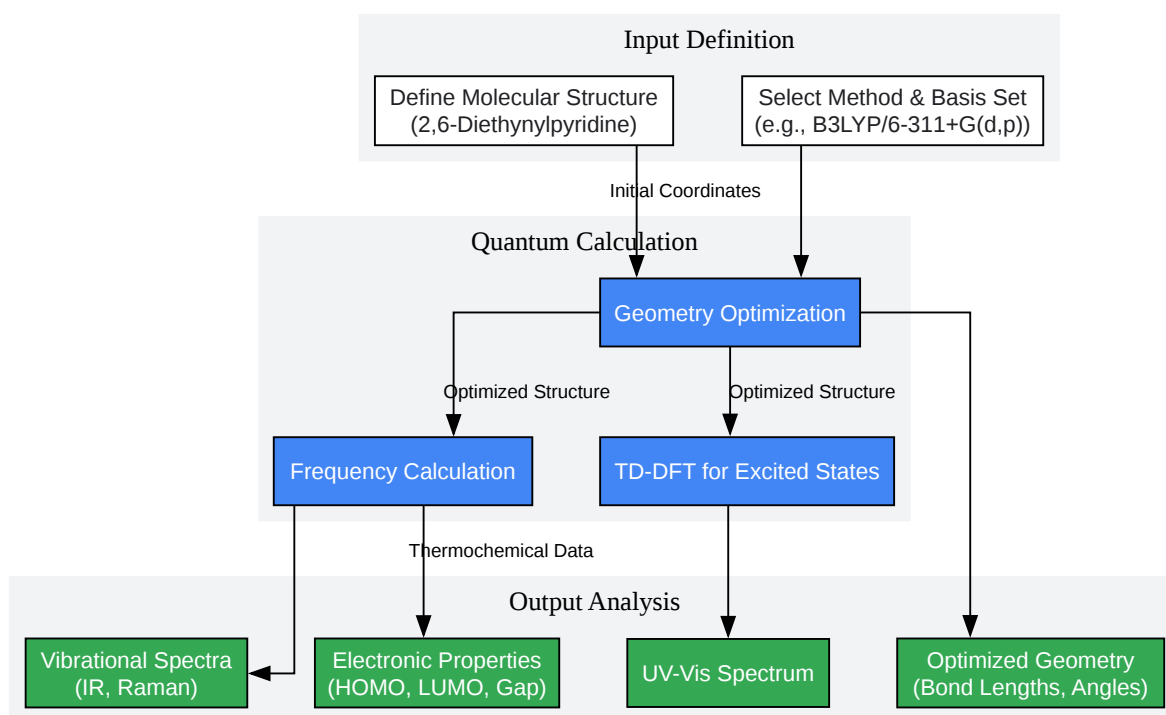 Input Definition
Define Molecular Structure
(2,6-Diethynylpyridine)
Select Method & Basis Set
(e.g., B3LYP/6-311+G(d,p))
Initial Coordinates
Quantum Calculation
Geometry Optimization
Optimized Structure
Optimized Structure
Frequency Calculation
TD-DFT for Excited States
Thermochemical Data
Output Analysis
Vibrational Spectra
(IR, Raman)
Electronic Properties
(HOMO, LUMO, Gap)
UV-Vis Spectrum
Optimized Geometry
(Bond Lengths, Angles)